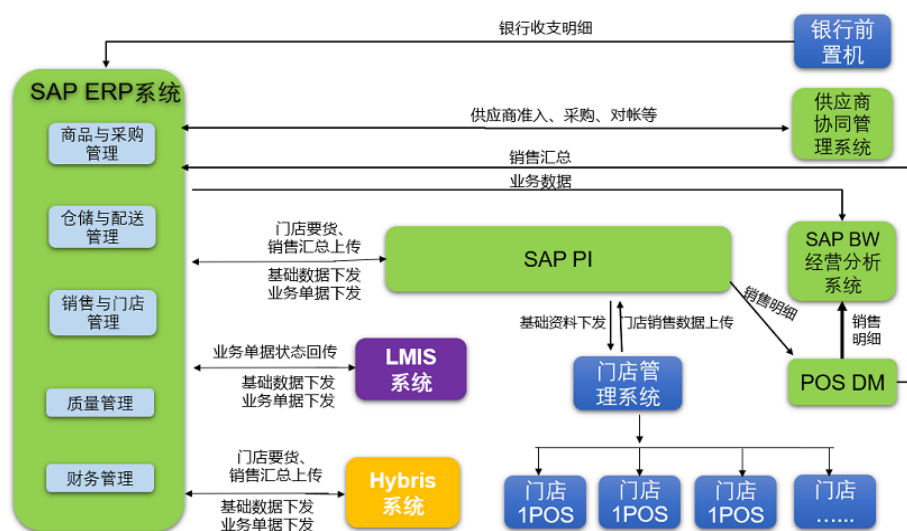 银行收支明细
银行前
置机
SAP ERP系统
商品与采购
管理
仓储与配送
管理
销售与门店
管理
质量管理
财务管理
供应商准入、采购、对帐等
供应商
协同管
理系统
销售汇总
业务数据
门店要货、
销售汇总上传
基础数据下发
业务单据下发
SAP PI
SAP BW
经营分析
系统
销售明细
销售
明细
基础资料下发
门店销售数据上传
业务单据状态回传
基础数据下发
业务单据下发
LMIS
系统
门店管
理系统
POS DM
门店要货、
销售汇总上传
基础数据下发
业务单据下发
Hybris
系统
门店
1POS
门店
1POS
门店
1POS
门店
……